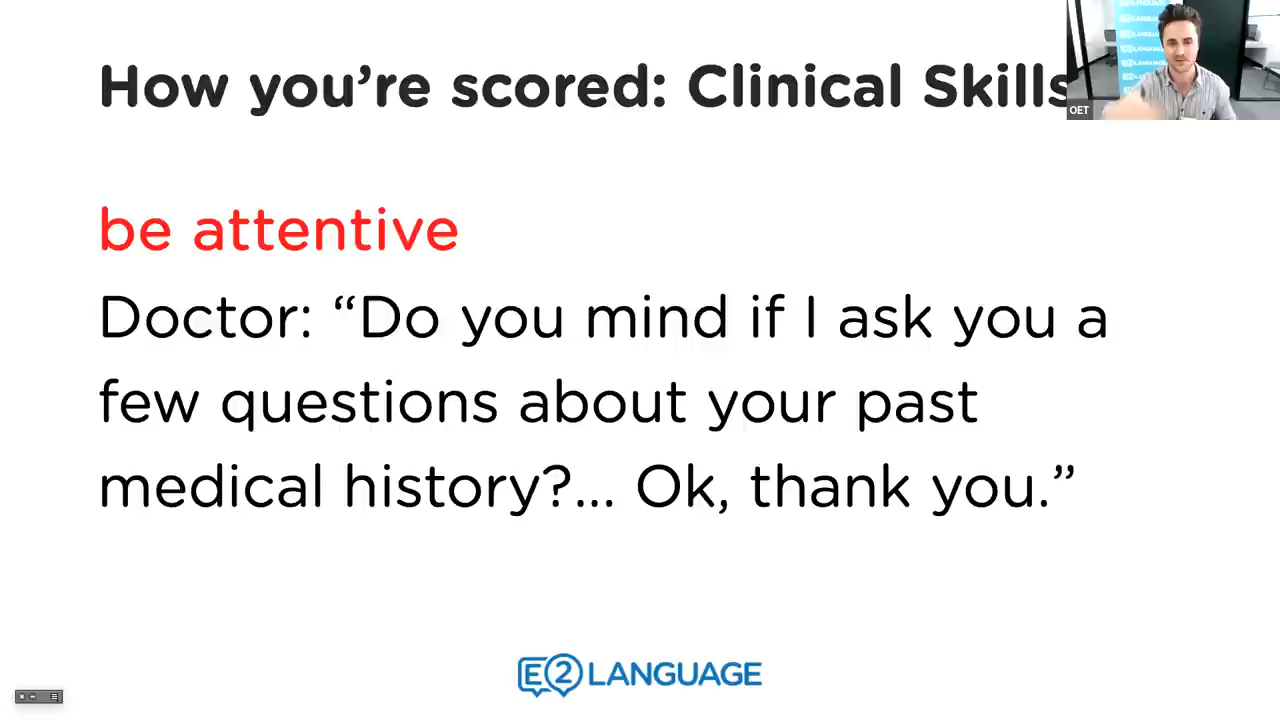 How you're scored: Clinical Skills
OET
be attentive
Doctor: “Do you mind if I ask you a
few questions about your past
medical history?... Ok, thank you.”
E2 LANGUAGE